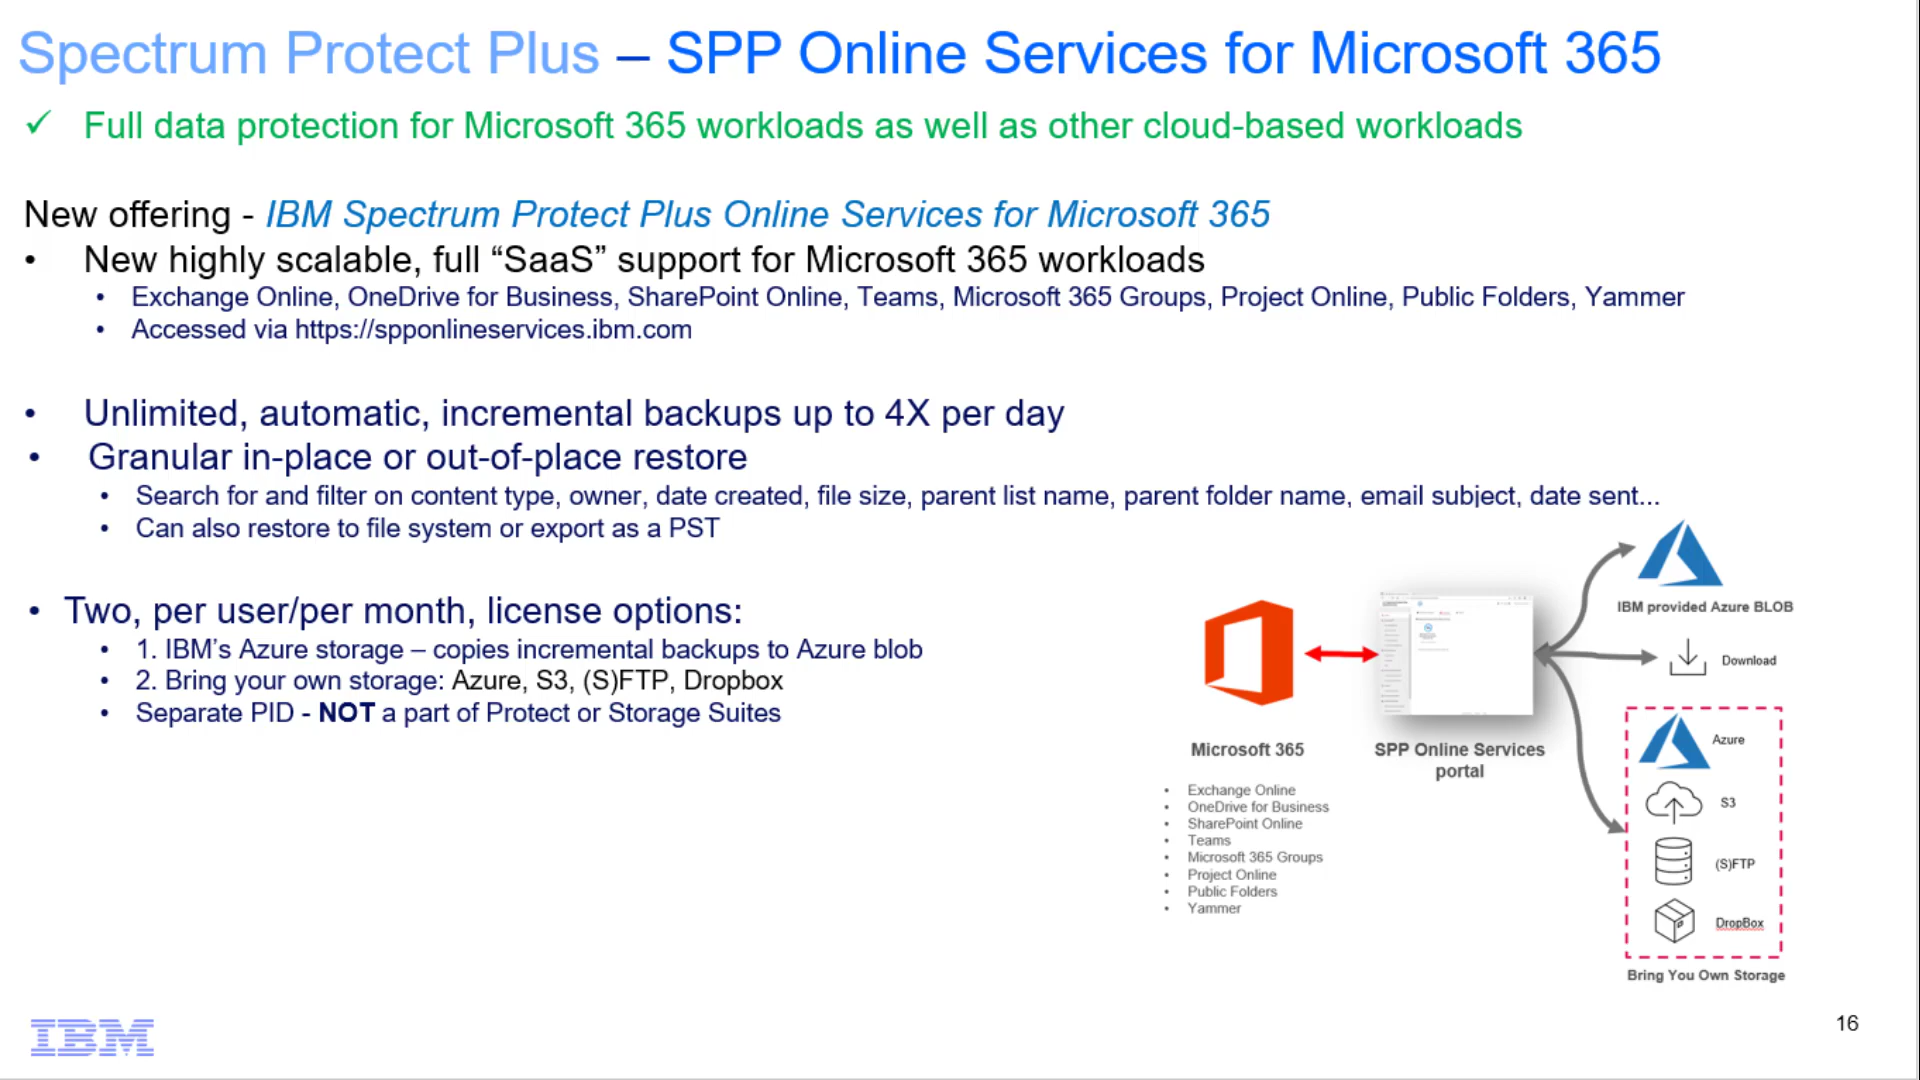 Spectrum Protect Plus – SPP Online Services for Microsoft 365
✓ Full data protection for Microsoft 365 workloads as well as other cloud-based workloads
New offering - IBM Spectrum Protect Plus Online Services for Microsoft 365
• New highly scalable, full “SaaS” support for Microsoft 365 workloads
• Exchange Online, OneDrive for Business, SharePoint Online, Teams, Microsoft 365 Groups, Project Online, Public Folders, Yammer
• Accessed via https://spponlineservices.ibm.com
• Unlimited, automatic, incremental backups up to 4X per day
• Granular in-place or out-of-place restore
• Search for and filter on content type, owner, date created, file size, parent list name, parent folder name, email subject, date sent...
• Can also restore to file system or export as a PST
• Two, per user/per month, license options:
• 1. IBM’s Azure storage – copies incremental backups to Azure blob
• 2. Bring your own storage: Azure, S3, (S)FTP, Dropbox
• Separate PID - NOT a part of Protect or Storage Suites
Microsoft 365
• Exchange Online
• OneDrive for Business
• SharePoint Online
• Teams
• Microsoft 365 Groups
• Project Online
• Public Folders
• Yammer
SPP Online Services
portal
IBM provided Azure BLOB
Download
Azure
S3
(S)FTP
DropBox
Bring You Own Storage
IBM
16